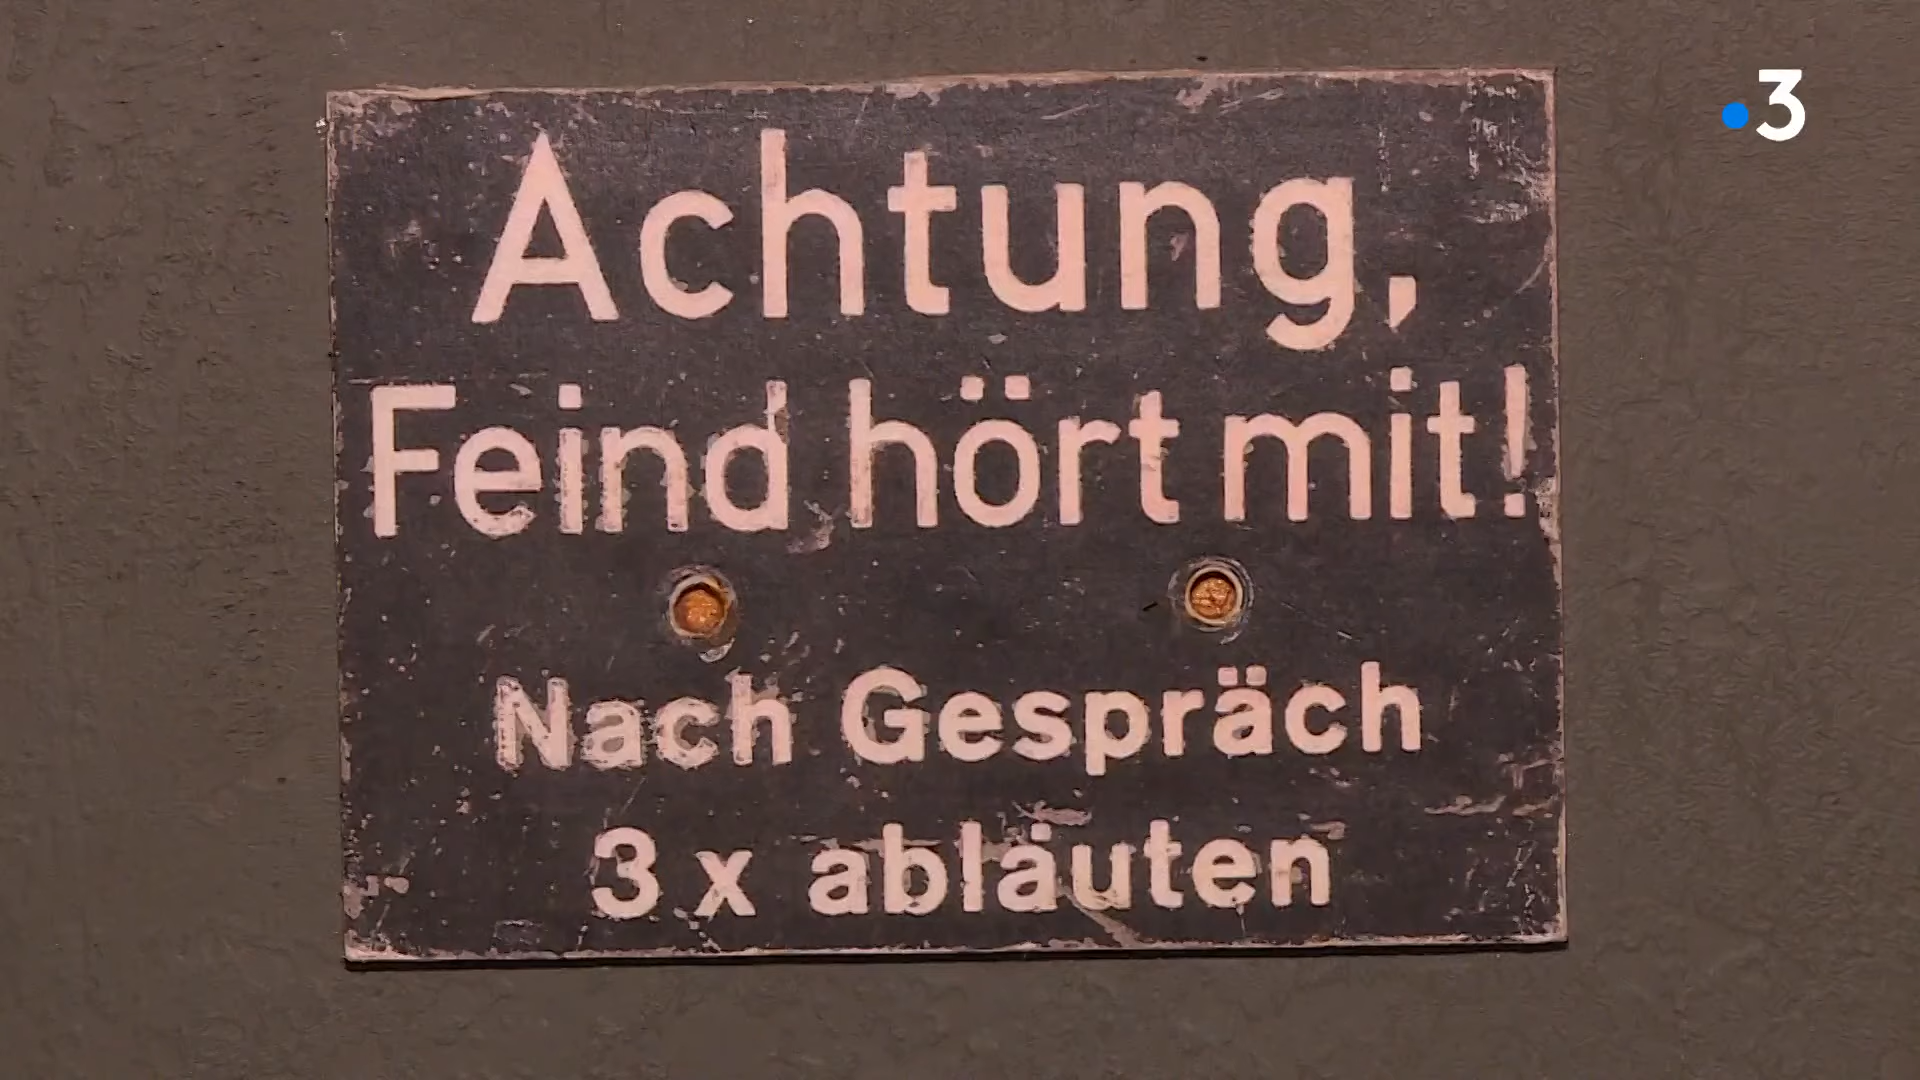 3
Achtung,
Feind hört mit!
Nach Gespräch
3 x abläuten